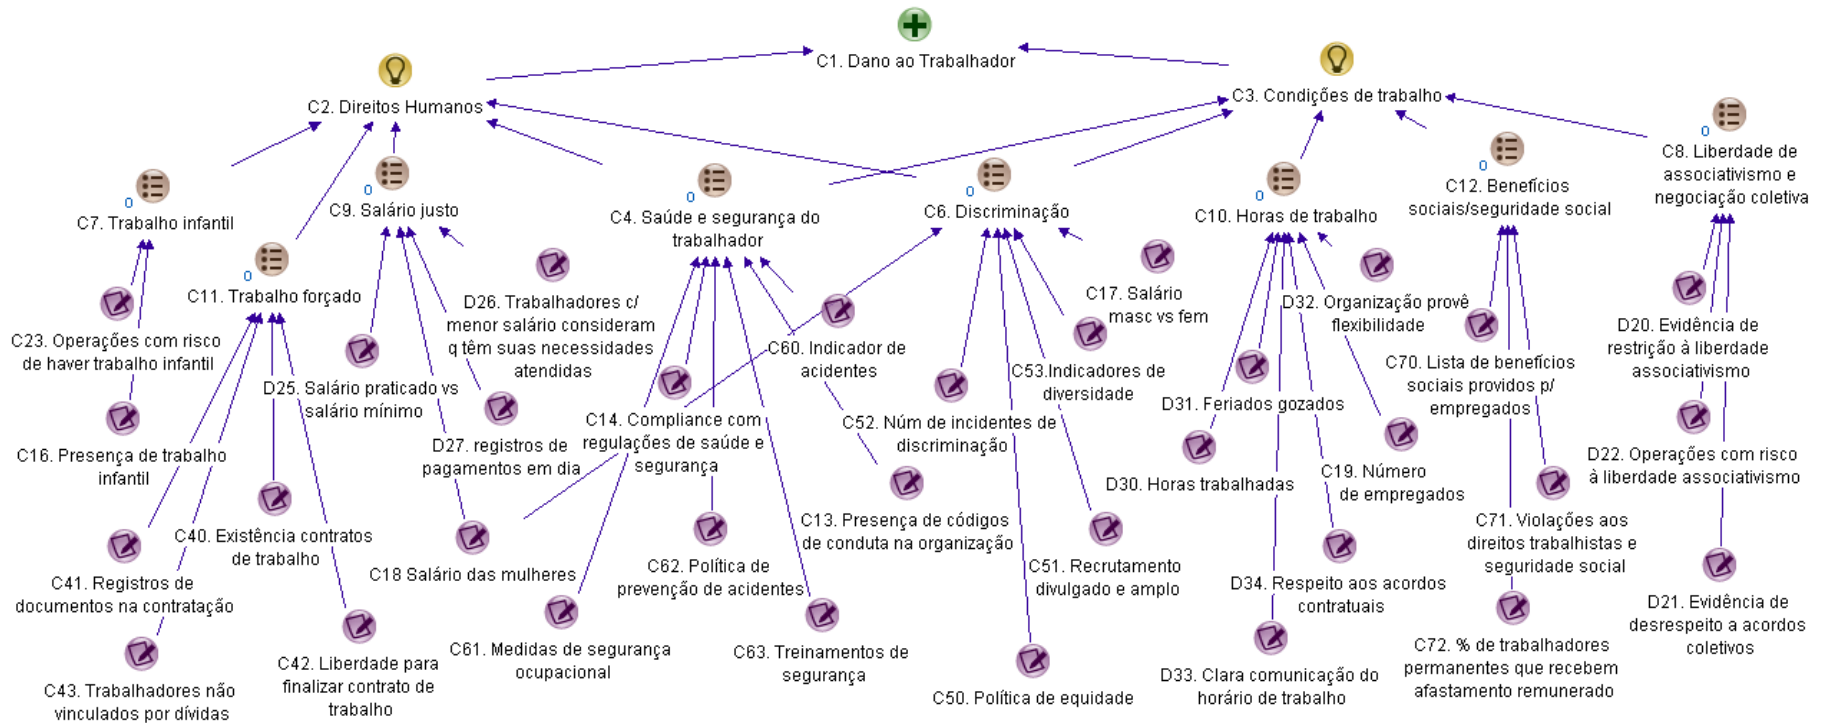 C1. Dano ao Trabalhador
C2. Direitos Humanos
C3. Condições de trabalho
0
C7. Trabalho infantil
0
C9. Salário justo
0
C4. Saúde e segurança do
trabalhador
0
C6. Discriminação
0
C10. Horas de trabalho
0
C12. Benefícios
sociais/seguridade social
0
C8. Liberdade de
associativismo e
negociação coletiva
0
C11. Trabalho forçado
C23. Operações com risco
de haver trabalho infantil
C16. Presença de trabalho
infantil
C41. Registros de
documentos na contratação
C43. Trabalhadores não
vinculados por dívidas
C40. Existência contratos
de trabalho
C42. Liberdade para
finalizar contrato de
trabalho
D25. Salário praticado vs
salário mínimo
D26. Trabalhadores c/
menor salário consideram
q têm suas necessidades
atendidas
D27. registros de
pagamentos em dia
C18 Salário das mulheres
C14. Compliance com
regulações de saúde e
segurança
C60. Indicador de
acidentes
C13. Presença de códigos
de conduta na organização
C62. Política de
prevenção de acidentes
C61. Medidas de segurança
ocupacional
C63. Treinamentos de
segurança
C17. Salário
masc vs fem
C53.Indicadores de
diversidade
C52. Núm de incidentes de
discriminação
C51. Recrutamento
divulgado e amplo
C50. Política de equidade
D32. Organização provê
flexibilidade
D31. Feriados gozados
D30. Horas trabalhadas
C19. Número
de empregados
D34. Respeito aos acordos
contratuais
D33. Clara comunicação do
horário de trabalho
C70. Lista de benefícios
sociais providos p/
empregados
C71. Violações aos
direitos trabalhistas e
seguridade social
C72. % de trabalhadores
permanentes que recebem
afastamento remunerado
D20. Evidência de
restrição à liberdade
associativismo
D22. Operações com risco
à liberdade associativismo
D21. Evidência de
desrespeito a acordos
coletivos